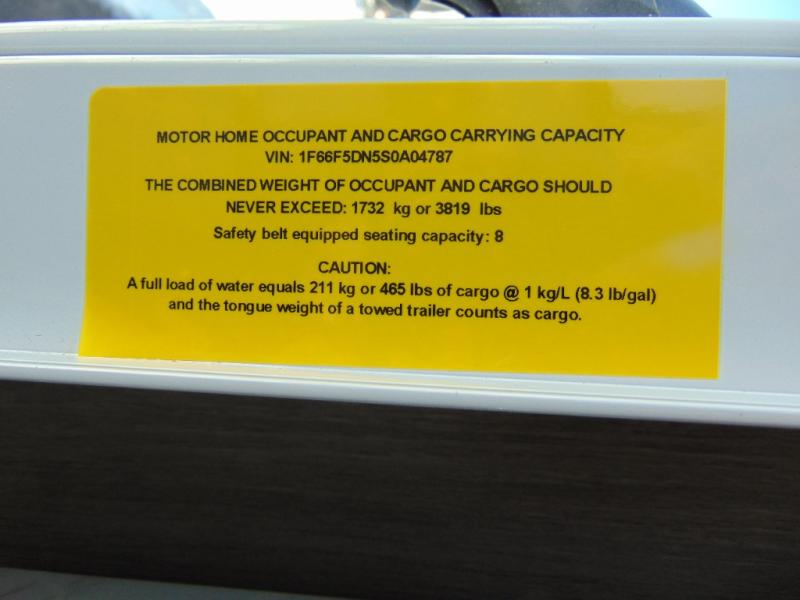 MOTOR HOME OCCUPANT AND CARGO CARRYING CAPACITY
VIN: 1F66F5DN5S0A04787
THE COMBINED WEIGHT OF OCCUPANT AND CARGO SHOULD
NEVER EXCEED: 1732 kg or 3819 lbs
Safety belt equipped seating capacity: 8
CAUTION:
A full load of water equals 211 kg or 465 lbs of cargo @ 1 kg/L (8.3 lb/gal)
and the tongue weight of a towed trailer counts as cargo.